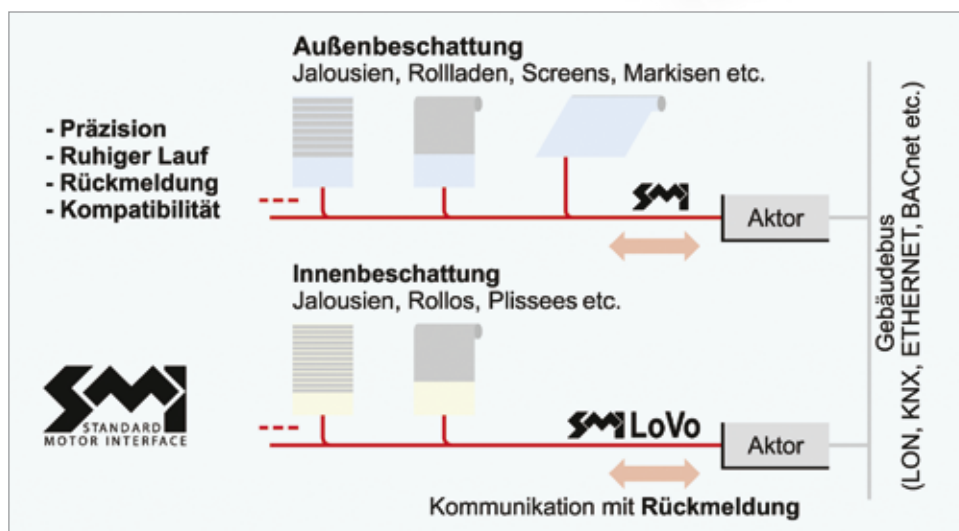 Außenbeschattung
Jalousien, Rollladen, Screens, Markisen etc.
- Präzision
- Ruhiger Lauf
- Rückmeldung
- Kompatibilität
SMI
Aktor
Innenbeschattung
Jalousien, Rollos, Plissees etc.
SMI
STANDARD
MOTOR INTERFACE
SMI LoVo
Aktor
Kommunikation mit Rückmeldung
Gebäudebus
(LON, KNX, ETHERNET, BACnet etc.)